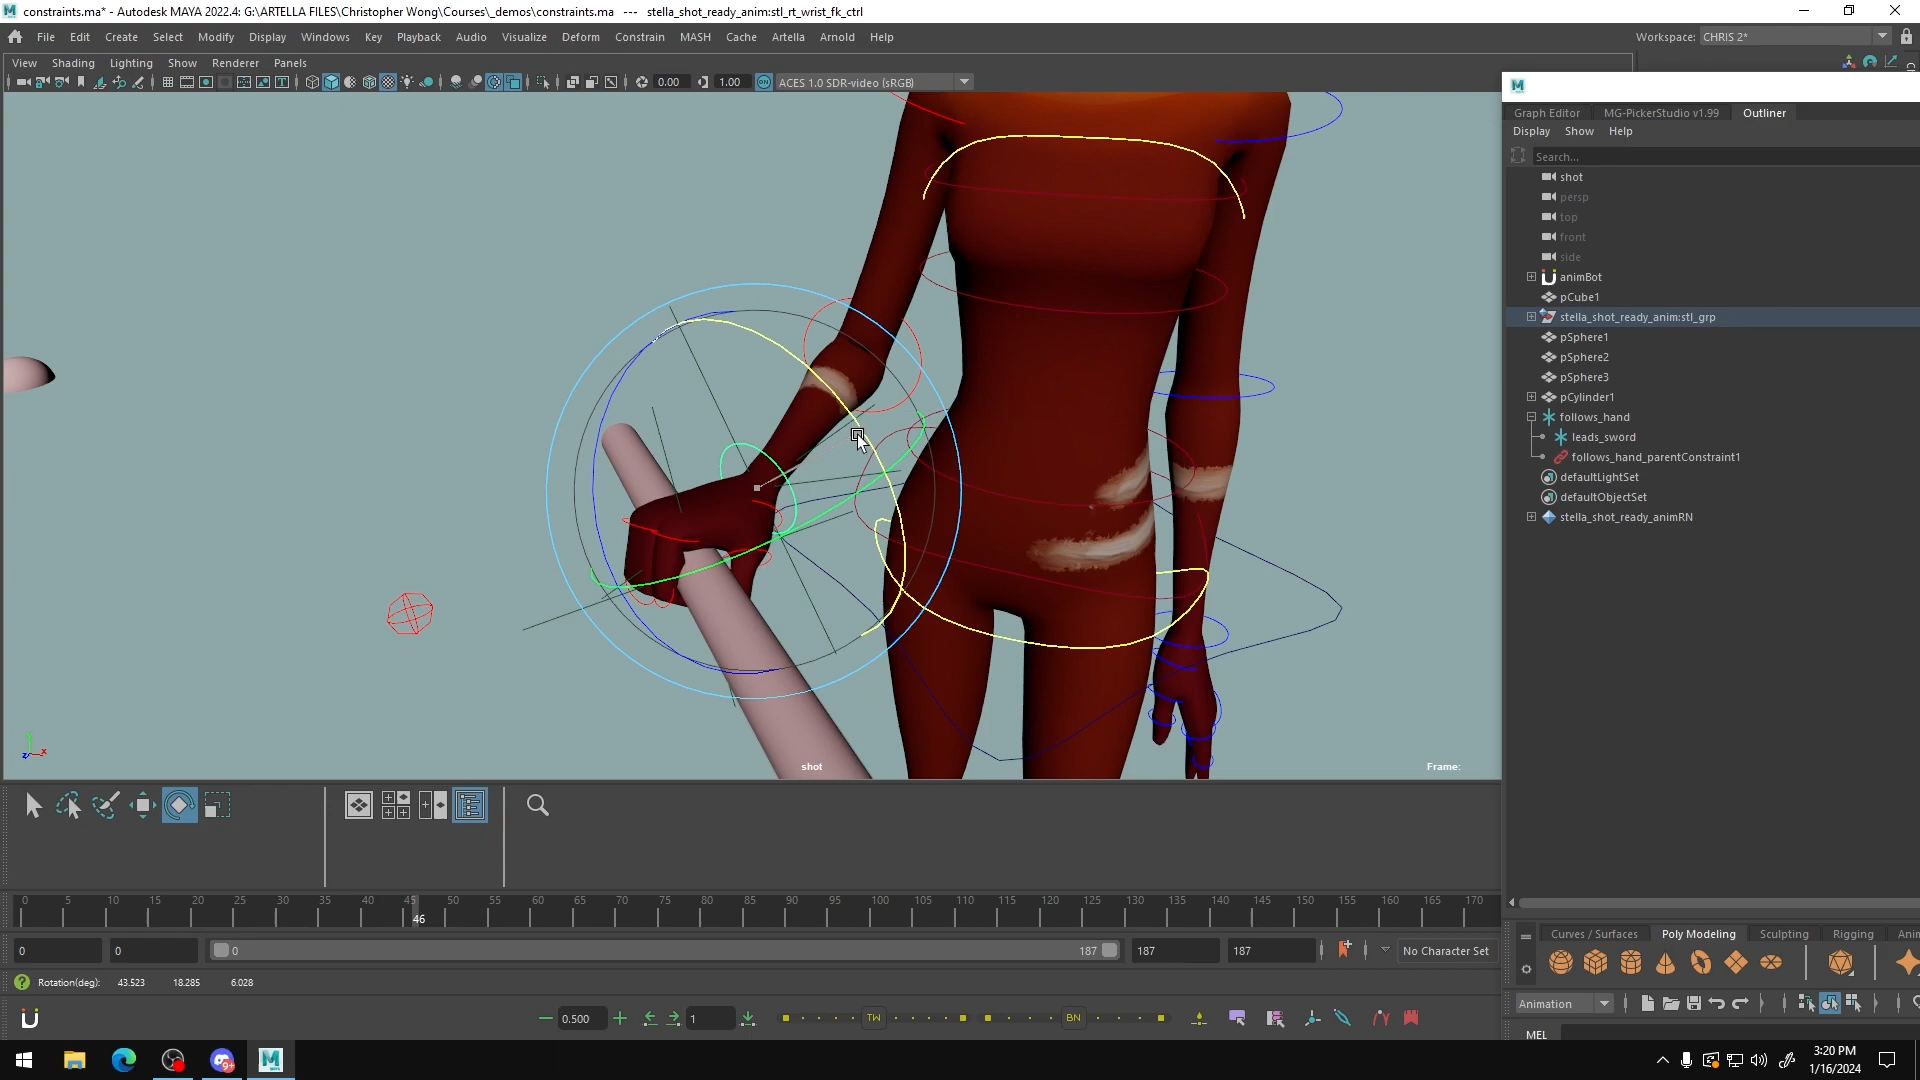 constraints.ma* - Autodesk MAYA 2022.4: G:\ARTELLA FILES\Christopher Wong\Courses\_demos\constraints.ma --- stella_shot_ready_anim:stl_rt_wrist_fk_ctrl
File Edit Create Select Modify Display Windows Key Playback Audio Visualize Deform Constrain MASH Cache Artella Arnold Help
Workspace: CHRIS 2*
View Shading Lighting Show Renderer Panels
0.00 1.00 ON ACES 1.0 SDR-video (sRGB)
Graph Editor MG-PickerStudio v1.99 Outliner
Display Show Help
Search...
shot
persp
top
front
side
animBot
pCube1
stella_shot_ready_anim:stl_grp
pSphere1
pSphere2
pSphere3
pCylinder1
follows_hand
leads_sword
follows_hand_parentConstraint1
defaultLightSet
defaultObjectSet
stella_shot_ready_animRN
shot Frame:
0 5 10 15 20 25 30 35 40 45 50 55 60 65 70 75 80 85 90 95 100 105 110 115 120 125 130 135 140 145 150 155 160 165 170
46
0 0 0 187 187 187 No Character Set
Rotation(deg): 43.523 18.285 6.028
0.500 1 TW BN
Curves / Surfaces Poly Modeling Sculpting Rigging Anin
Animation
MEL
9+
3:20 PM
1/16/2024